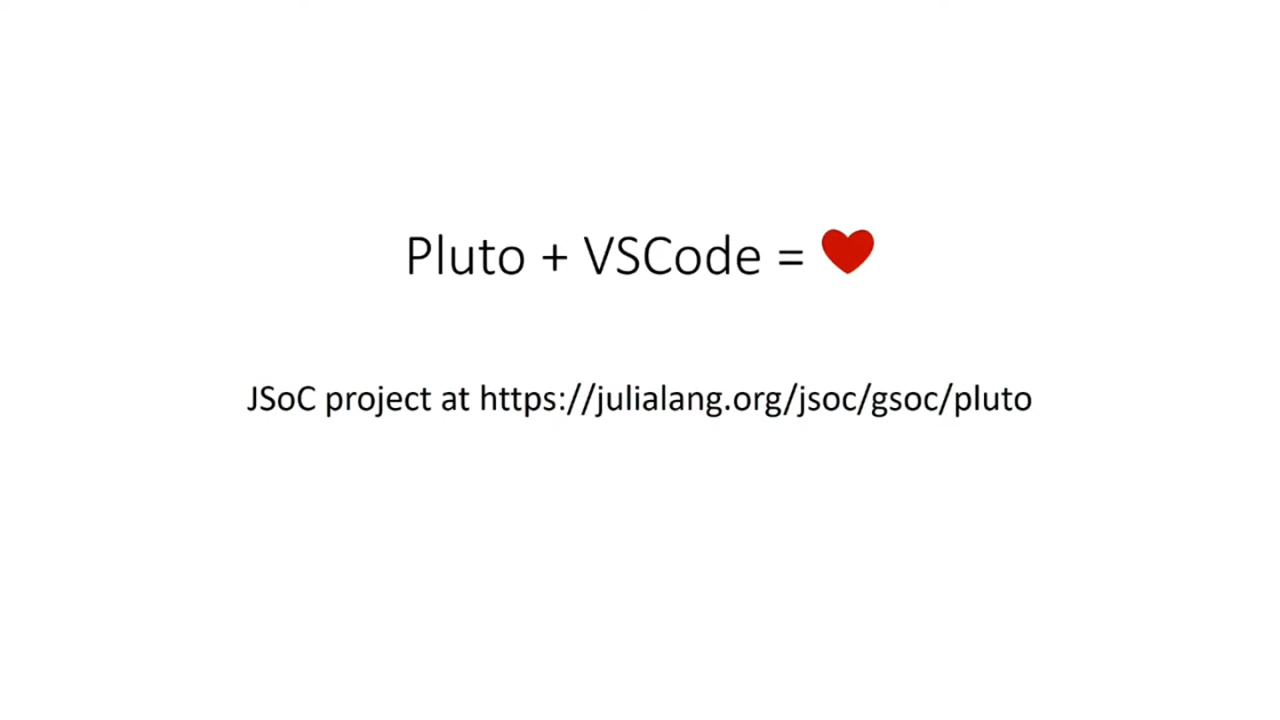 Pluto + VSCode = ❤
JSoC project at https://julialang.org/jsoc/gsoc/pluto